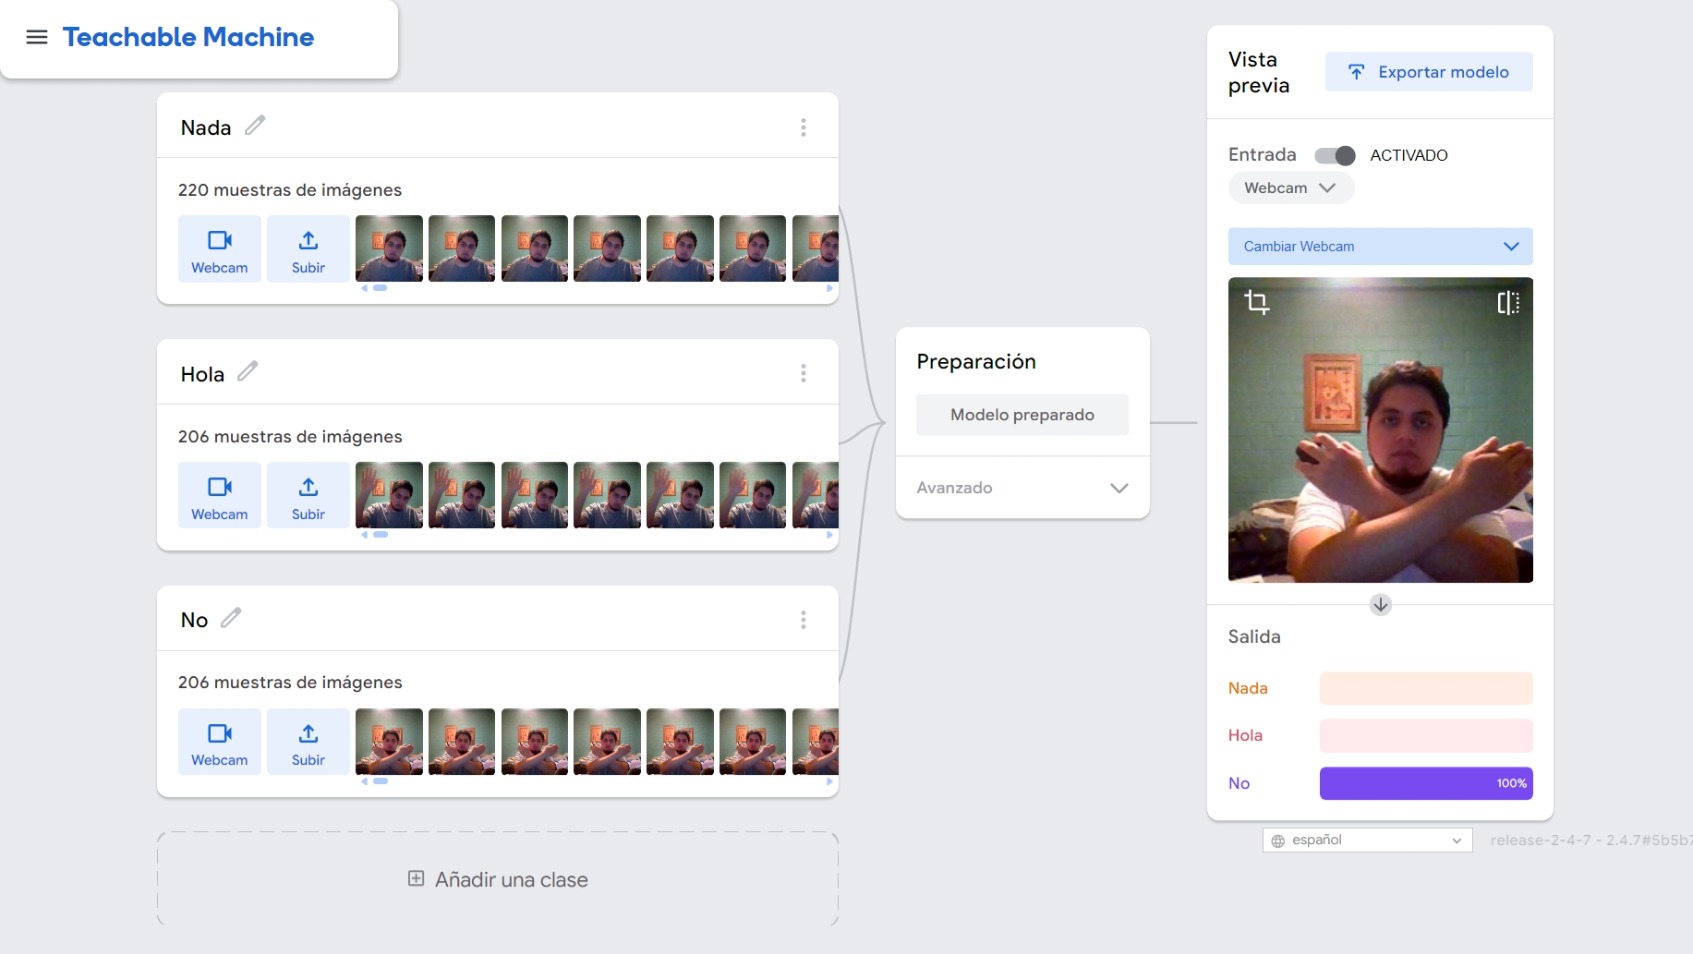 Teachable Machine
Nada
220 muestras de imágenes
Webcam
Subir
Hola
206 muestras de imágenes
Webcam
Subir
No
206 muestras de imágenes
Webcam
Subir
Añadir una clase
Preparación
Modelo preparado
Avanzado
Vista previa
Exportar modelo
Entrada
ACTIVADO
Webcam
Cambiar Webcam
Salida
Nada
Hola
No
100%
español
release-2-4-7 - 2.4.7#5b5b7